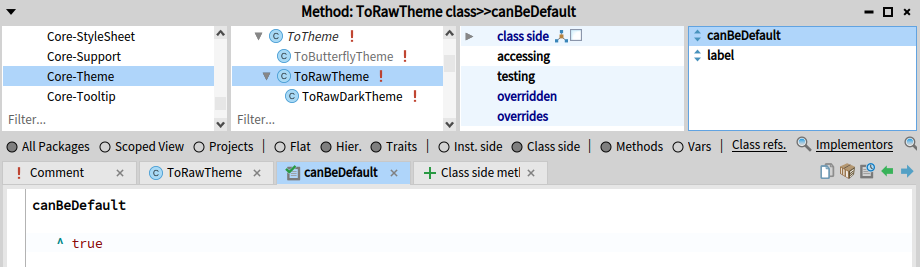 Method: ToRawTheme class>>canBeDefault
Core-StyleSheet
Core-Support
Core-Theme
Core-Tooltip
Filter...
ToTheme !
ToButterflyTheme !
ToRawTheme !
ToRawDarkTheme !
Filter...
class side
accessing
testing
overridden
overrides
canBeDefault
label
All Packages Scoped View Projects | Flat Hier. Traits | Inst. side Class side | Methods Vars Class refs. Implementors
! Comment × C ToRawTheme × canBeDefault × + Class side met ×
canBeDefault
^ true